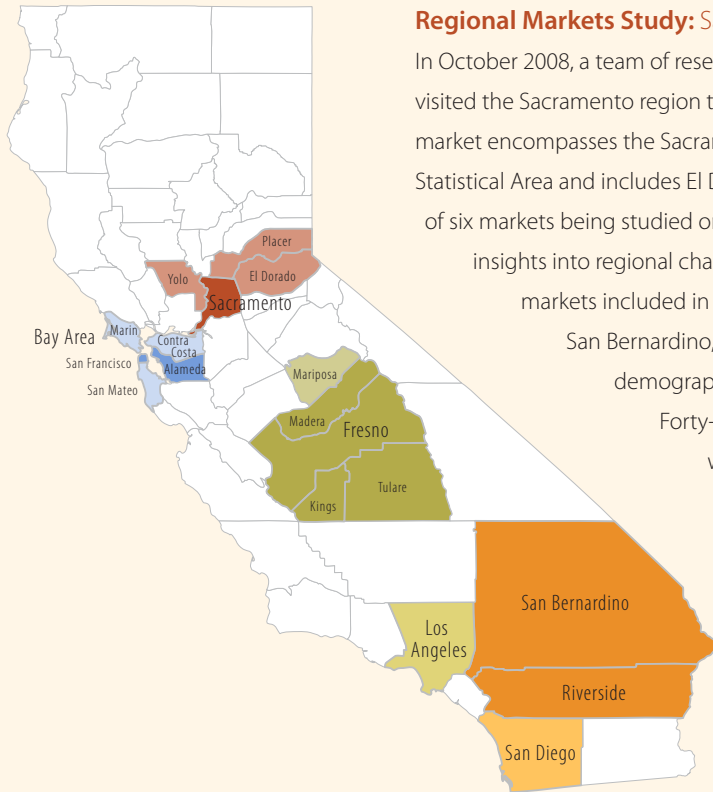 Regional Markets Study: S
In October 2008, a team of rese
visited the Sacramento region t
market encompasses the Sacra
Statistical Area and includes El D
of six markets being studied o
insights into regional cha
markets included in
San Bernardino,
demograp
Forty-
Placer
Yolo
El Dorado
Sacramento
Bay Area
Marin
Contra
Costa
San Francisco
Alameda
San Mateo
Mariposa
Madera
Fresno
Kings
Tulare
San Bernardino
Los
Angeles
Riverside
San Diego